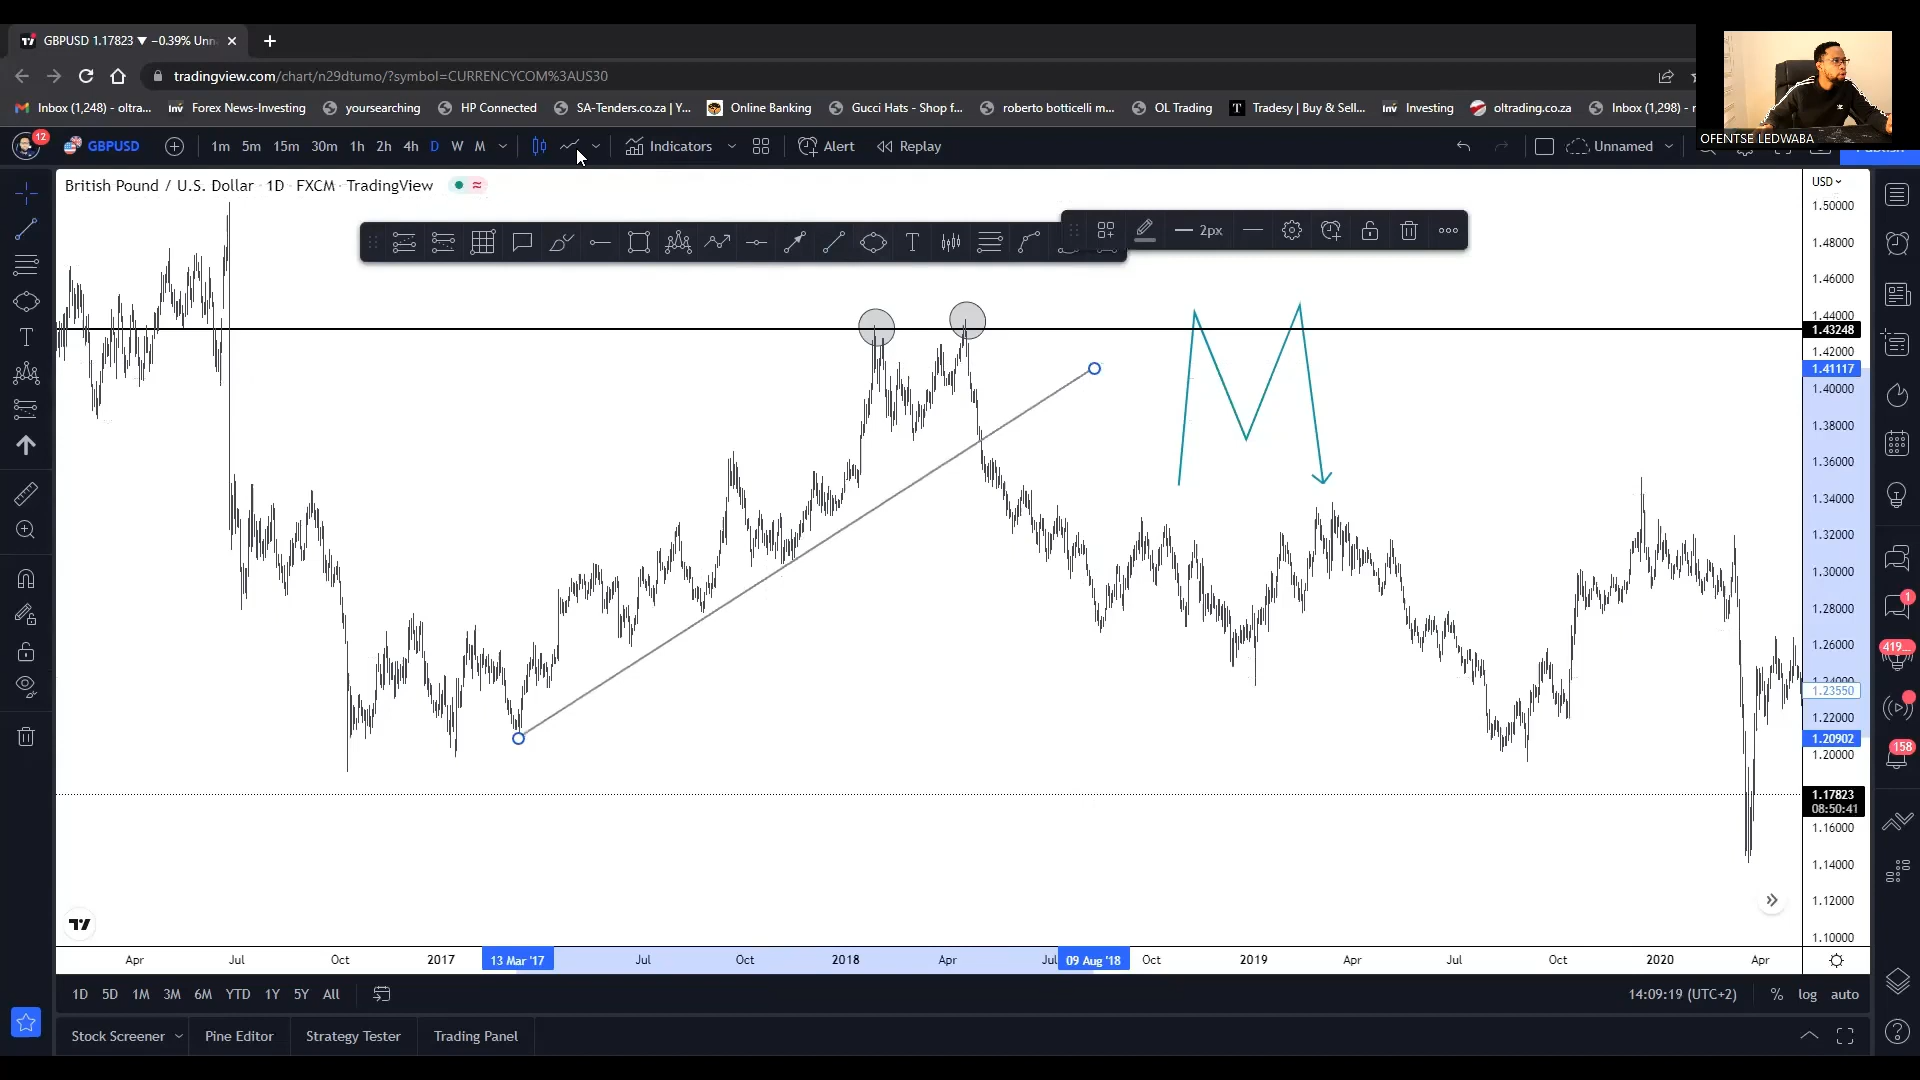 GBPUSD 1.17823 ▼ −0.39% Unn
tradingview.com/chart/n29dtumo/?symbol=CURRENCYCOM%3AUS30
Inbox (1,248) - oltra... Forex News-Investing yoursearching HP Connected SA-Tenders.co.za | Y... Online Banking Gucci Hats - Shop f... roberto botticelli m... OL Trading Tradesy | Buy & Sell... Investing oltrading.co.za Inbox (1,298) - r
OFENTSE LEDWABA
12 GBPUSD 1m 5m 15m 30m 1h 2h 4h D W M Indicators Alert Replay Unnamed
British Pound / U.S. Dollar · 1D · FXCM · TradingView
USD
2px
1.50000
1.48000
1.46000
1.44000
1.43248
1.42000
1.41117
1.40000
1.38000
1.36000
1.34000
1.32000
1.30000
1.28000
1.26000
1.23550
1.22000
1.20902
1.20000
1.17823
08:50:41
1.16000
1.14000
1.12000
1.10000
1
419...
158
Apr Jul Oct 2017 13 Mar '17 Jul Oct 2018 Apr Jul 09 Aug '18 Oct 2019 Apr Jul Oct 2020 Apr
1D 5D 1M 3M 6M YTD 1Y 5Y All 14:09:19 (UTC+2) % log auto
Stock Screener Pine Editor Strategy Tester Trading Panel